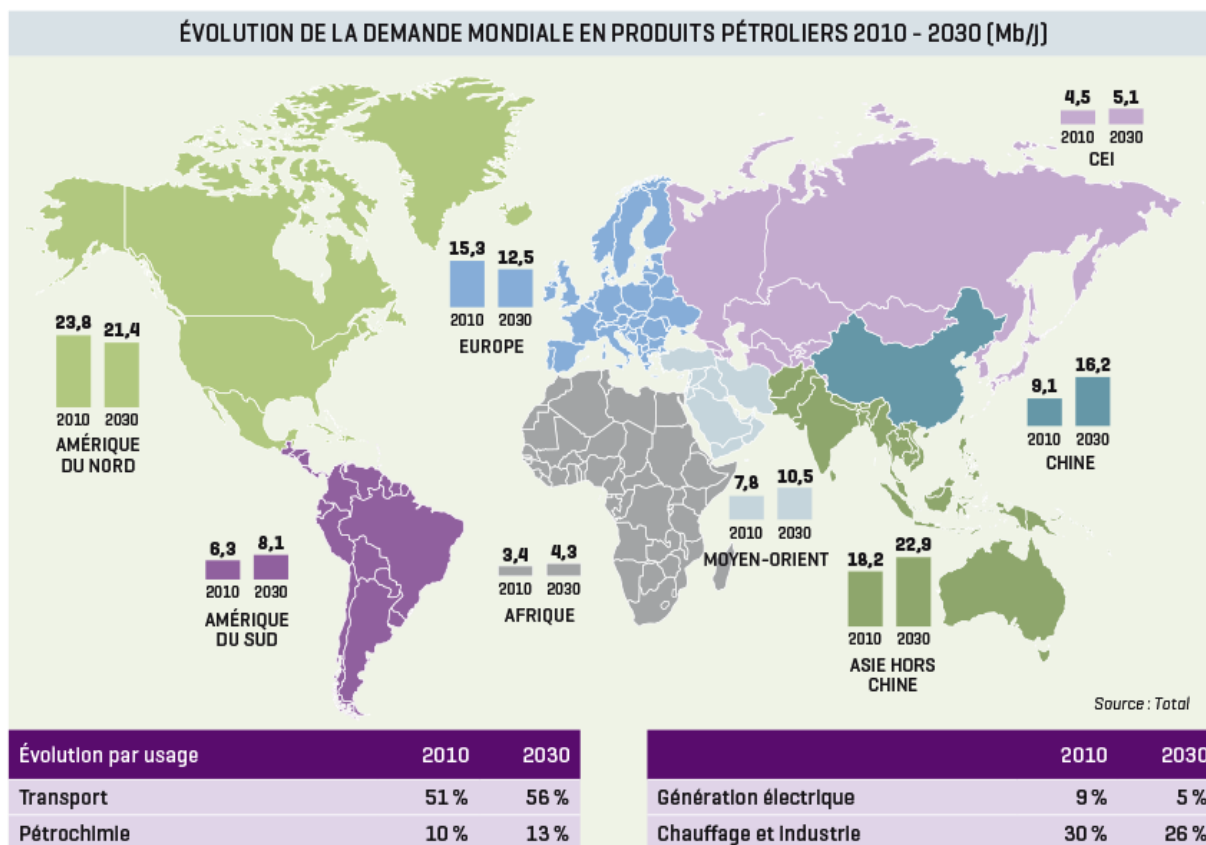 ÉVOLUTION DE LA DEMANDE MONDIALE EN PRODUITS PÉTROLIERS 2010 - 2030 (Mb/J)
4,5 5,1
2010 2030
CEI
15,3 12,5
2010 2030
EUROPE
23,8 21,4
2010 2030
AMÉRIQUE
DU NORD
9,1 16,2
2010 2030
CHINE
7,8 10,5
2010 2030
MOYEN-ORIENT
6,3 8,1
2010 2030
AMÉRIQUE
DU SUD
3,4 4,3
2010 2030
AFRIQUE
18,2 22,9
2010 2030
ASIE HORS
CHINE
Source : Total
Évolution par usage 2010 2030
Transport 51 % 56 %
Pétrochimie 10 % 13 %
2010 2030
Génération électrique 9 % 5 %
Chauffage et Industrie 30 % 26 %